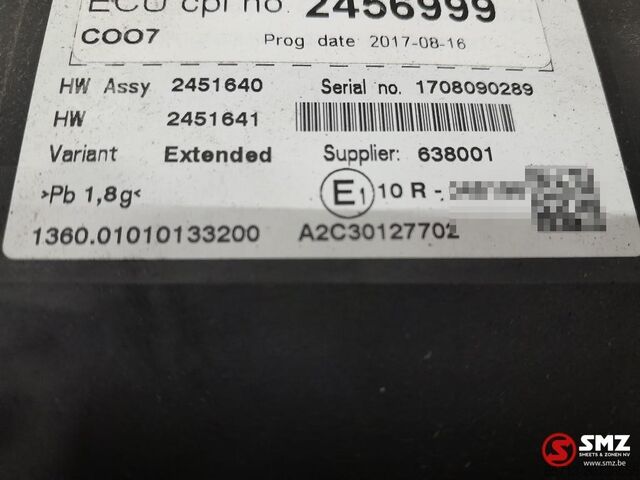 ECU cpl no. 2456999
COO7 Prog date 2017-08-16
HW Assy 2451640 Serial no. 1708090289
HW 2451641
Variant Extended Supplier: 638001
>Pb 1,8g< E1 10 R -
1360.01010133200 A2C30127702
SMZ
SMEETS & ZONEN NV
www.smz.be